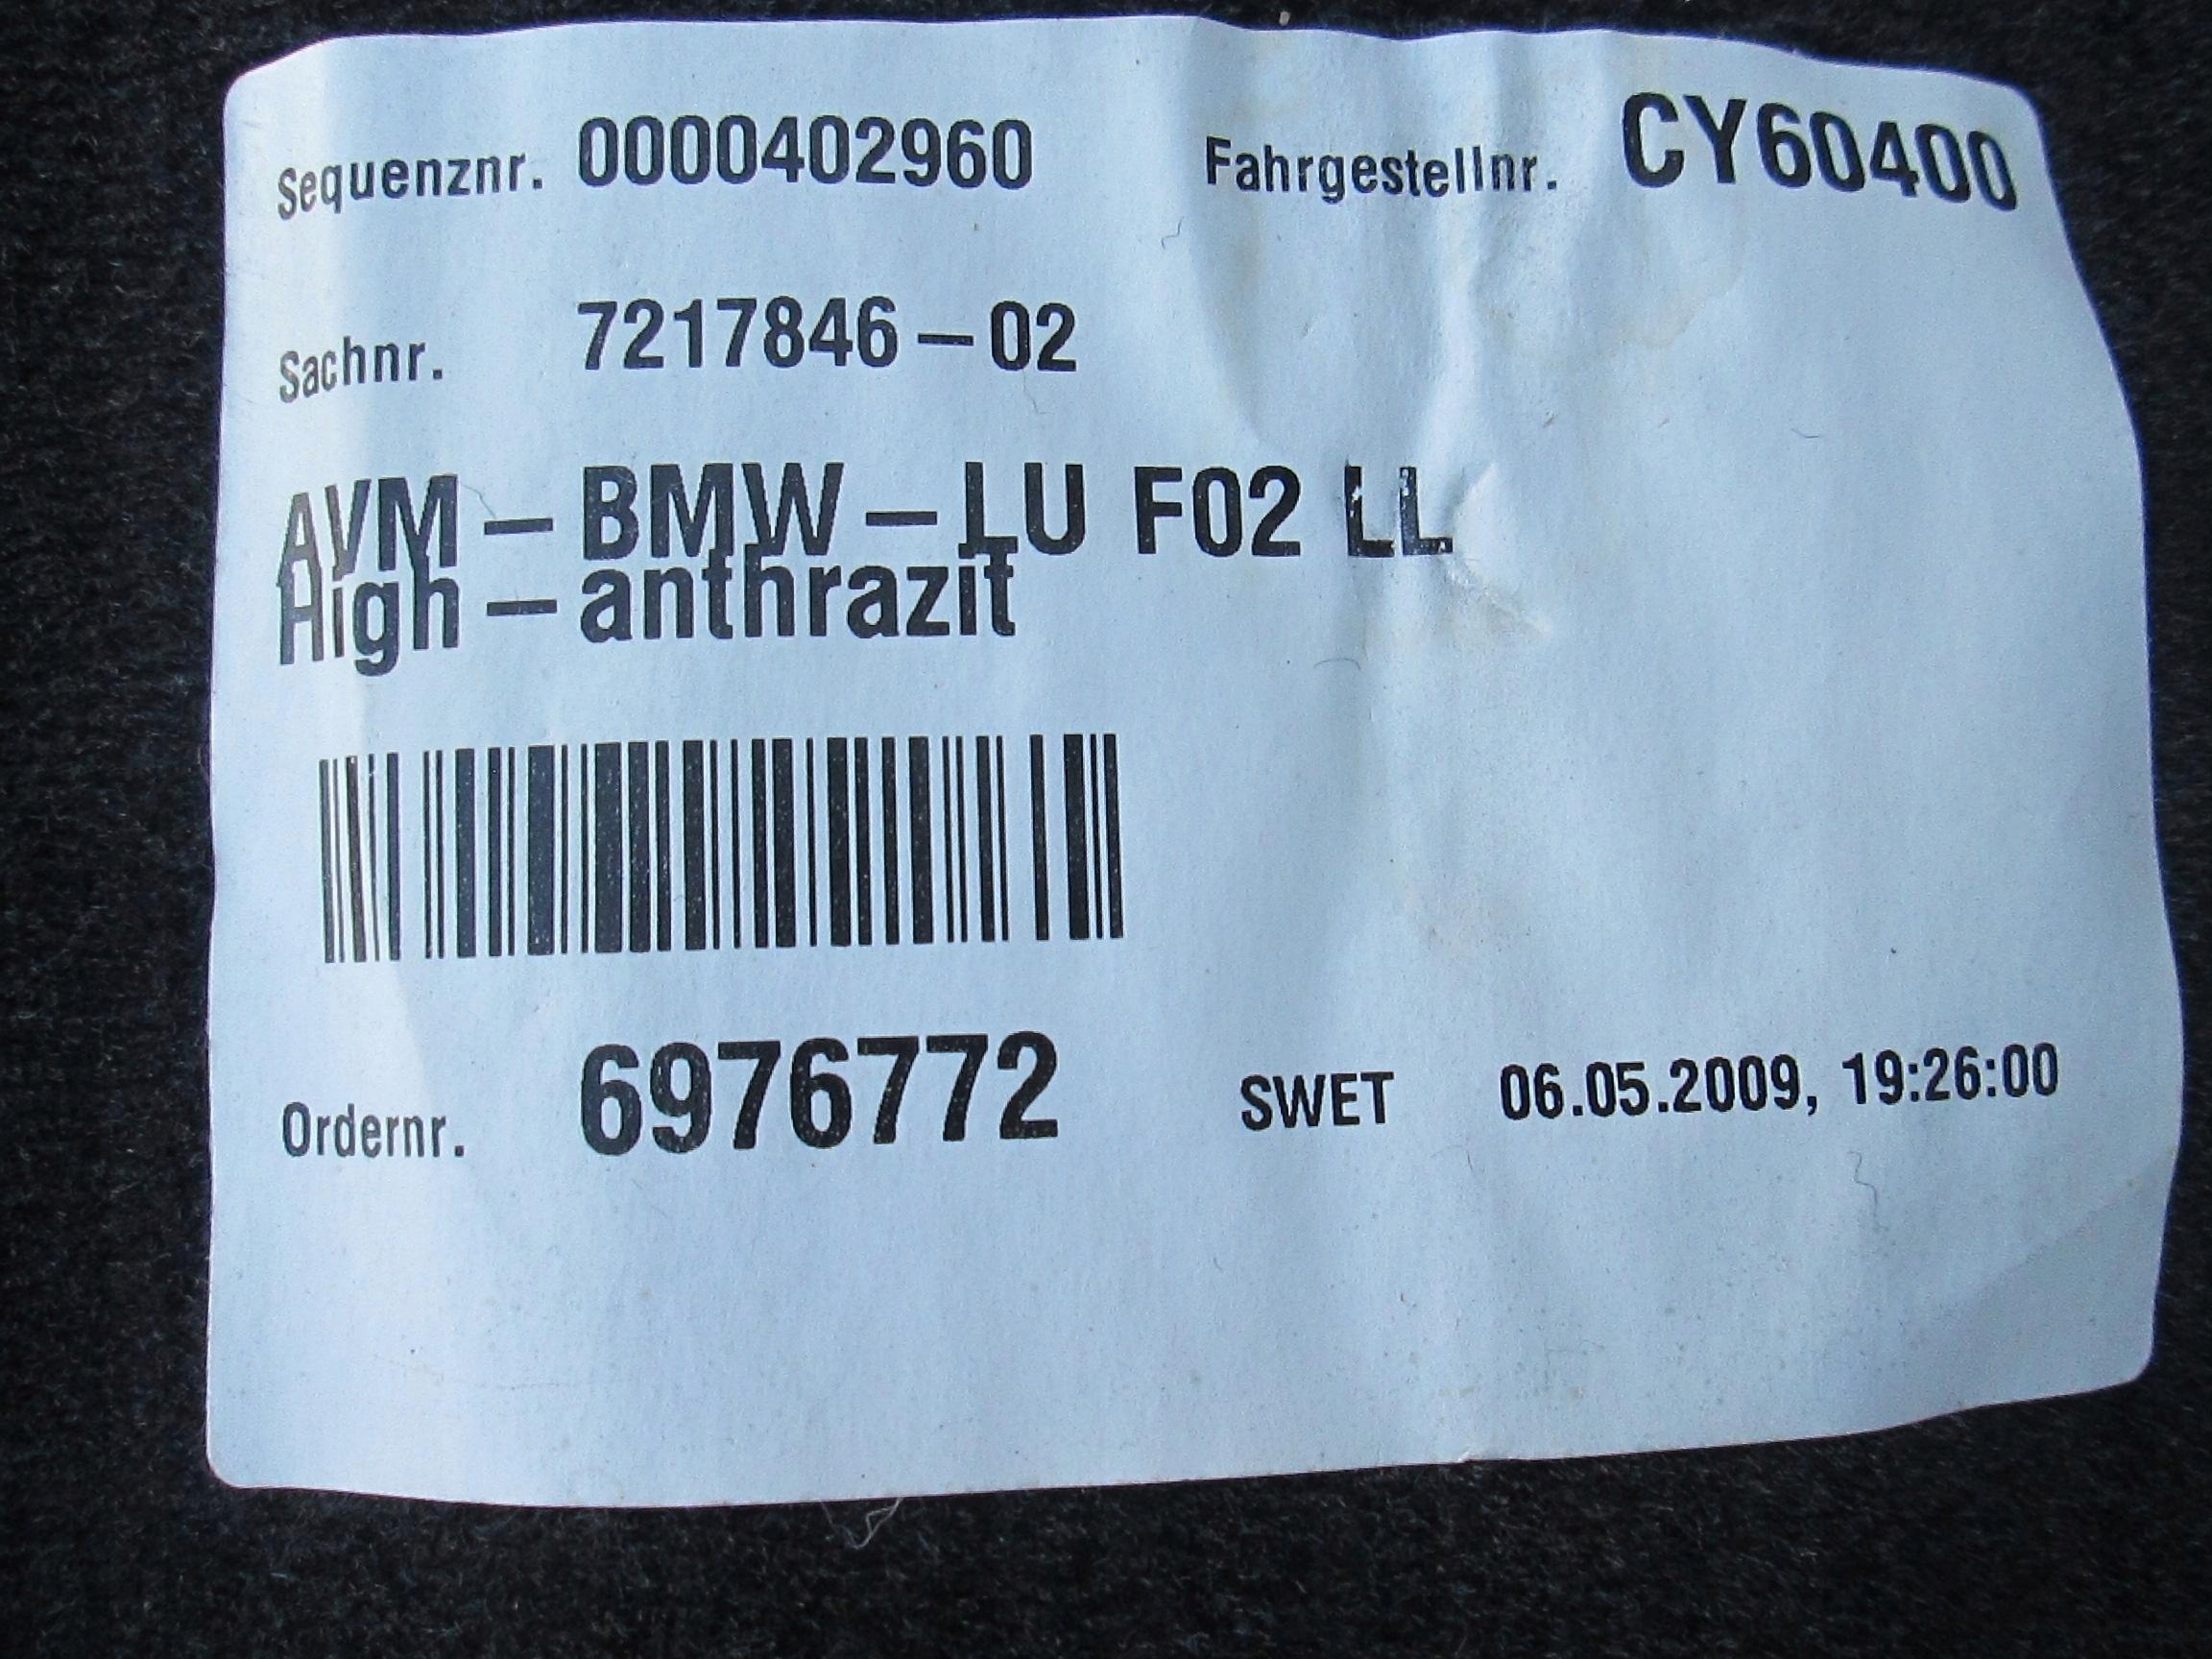 Sequenznr. 0000402960 Fahrgestellnr. CY60400
Sachnr. 7217846-02
AVM-BMW-LU F02 LL
High-anthrazit
Ordernr. 6976772 SWET 06.05.2009, 19:26:00